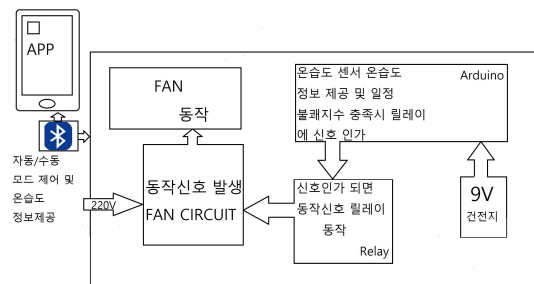 APP
자동/수동
모드 제어 및
온습도
정보제공
220V
FAN
동작
동작신호 발생
FAN CIRCUIT
온습도 센서 온습도
Arduino
정보 제공 및 일정
불쾌지수 충족시 릴레이
에 신호 인가
신호인가 되면
동작신호 릴레이
동작
Relay
9V
건전지